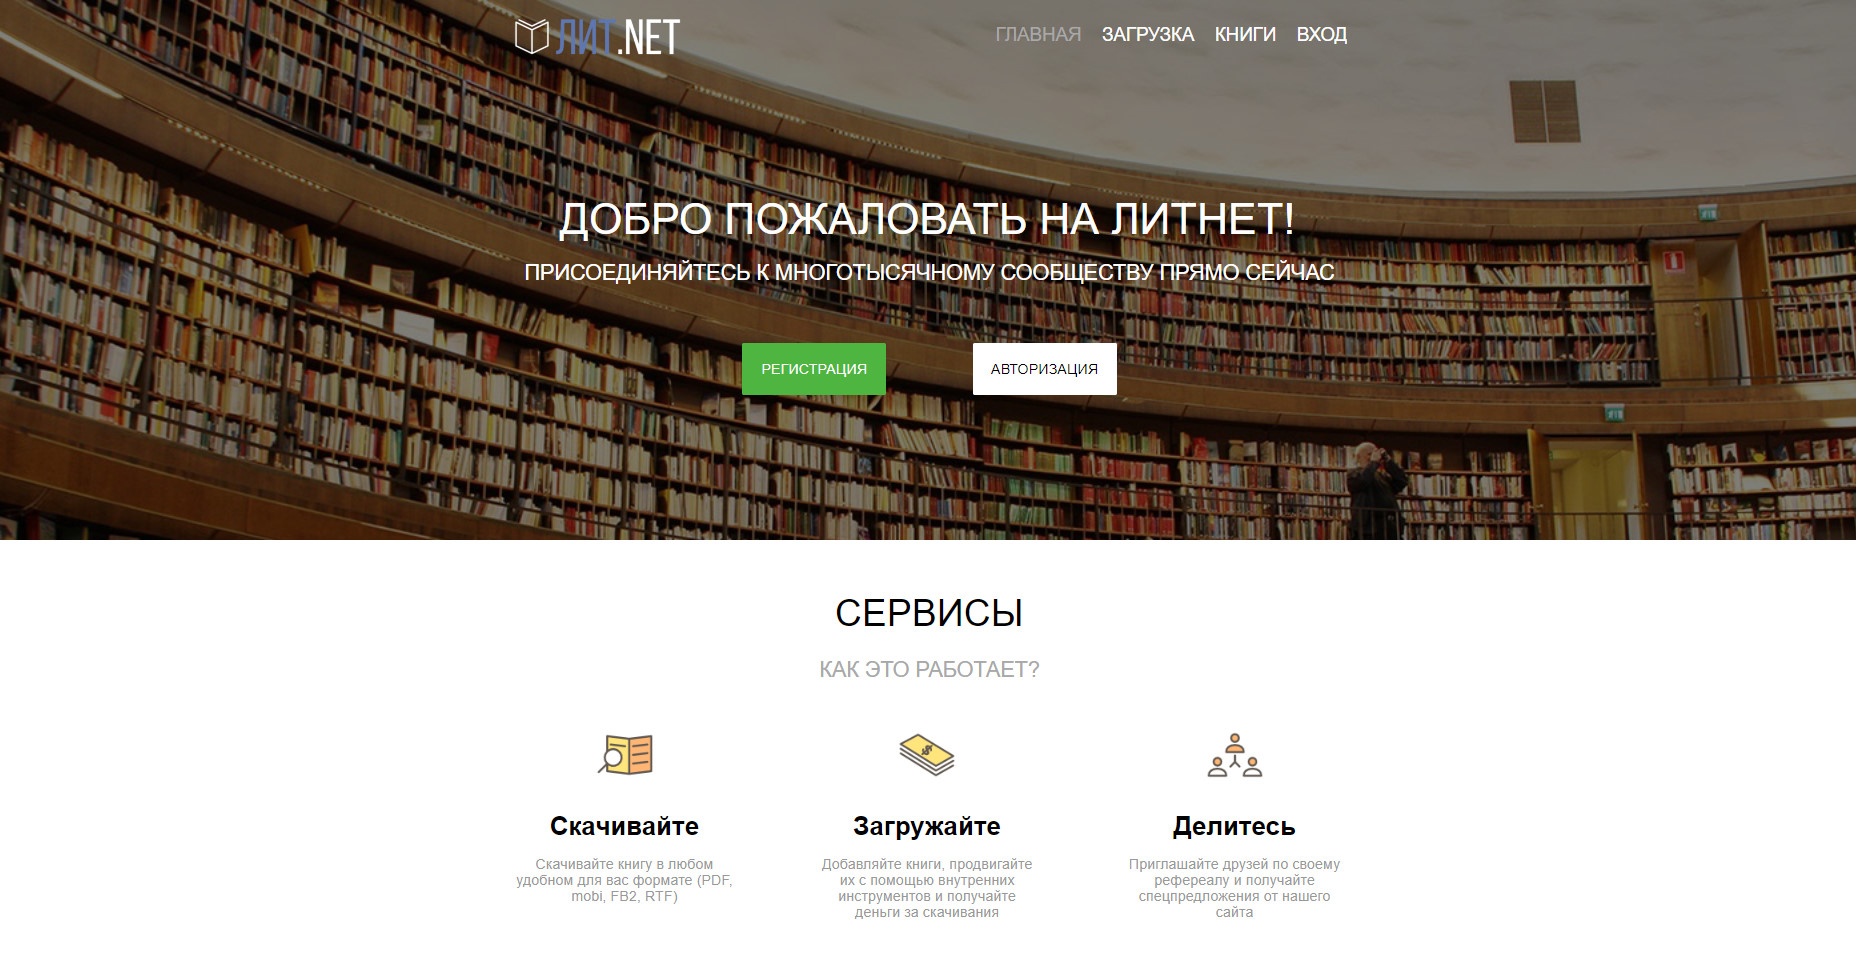 ЛИТ.NET
ГЛАВНАЯ ЗАГРУЗКА КНИГИ ВХОД
ДОБРО ПОЖАЛОВАТЬ НА ЛИТНЕТ!
ПРИСОЕДИНЯЙТЕСЬ К МНОГОТЫСЯЧНОМУ СООБЩЕСТВУ ПРЯМО СЕЙЧАС
РЕГИСТРАЦИЯ
АВТОРИЗАЦИЯ
СЕРВИСЫ
КАК ЭТО РАБОТАЕТ?
Скачивайте
Скачивайте книгу в любом
удобном для вас формате (PDF,
mobi, FB2, RTF)
Загружайте
Добавляйте книги, продвигайте
их с помощью внутренних
инструментов и получайте
деньги за скачивания
Делитесь
Приглашайте друзей по своему
рефереалу и получайте
спецпредложения от нашего
сайта